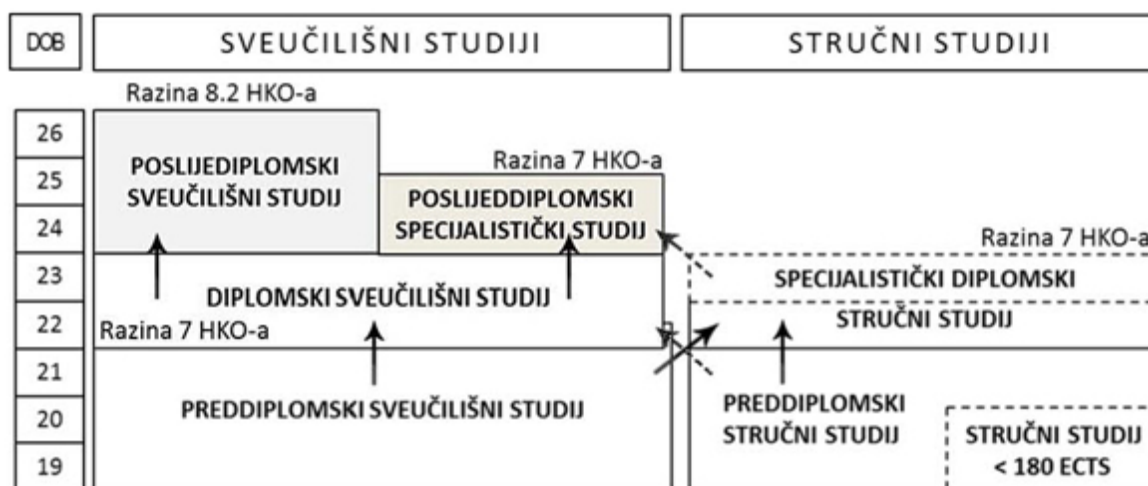 DOB
SVEUČILIŠNI STUDIJI
STRUČNI STUDIJI
Razina 8.2 HKO-a
26
POSLIJEDIPLOMSKI
SVEUČILIŠNI STUDIJ
Razina 7 HKO-a
25
POSLIJEDDIPLOMSKI
SPECIJALISTIČKI STUDIJ
24
Razina 7 HKO-a
23
SPECIJALISTIČKI DIPLOMSKI
STRUČNI STUDIJ
DIPLOMSKI SVEUČILIŠNI STUDIJ
22
Razina 7 HKO-a
21
PREDDIPLOMSKI SVEUČILIŠNI STUDIJ
PREDDIPLOMSKI
STRUČNI STUDIJ
20
STRUČNI STUDIJ
< 180 ECTS
19